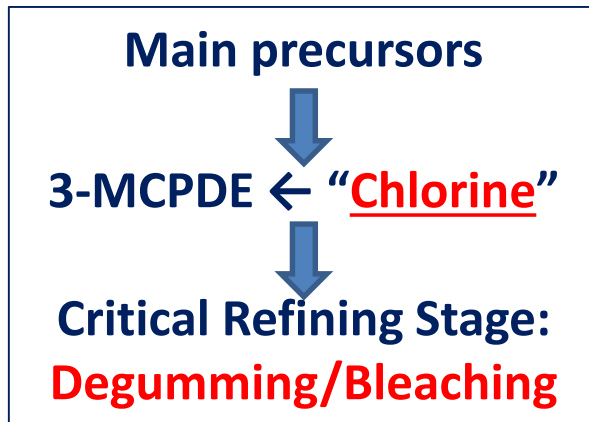 Main precursors
3-MCPDE ← “Chlorine”
Critical Refining Stage:
Degumming/Bleaching